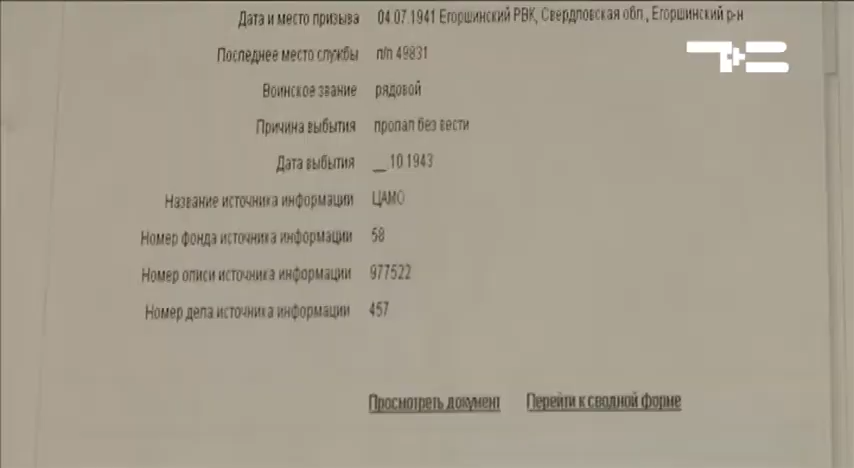 Дата и место призыва 04.07.1941 Егоршинский РВК, Свердловская обл., Егоршинский р-н
Последнее место службы п/п 49831
Воинское звание рядовой
Причина выбытия пропал без вести
Дата выбытия __.10.1943
Название источника информации ЦАМО
Номер фонда источника информации 58
Номер описи источника информации 977522
Номер дела источника информации 457
Просмотреть документ Перейти к сводной форме